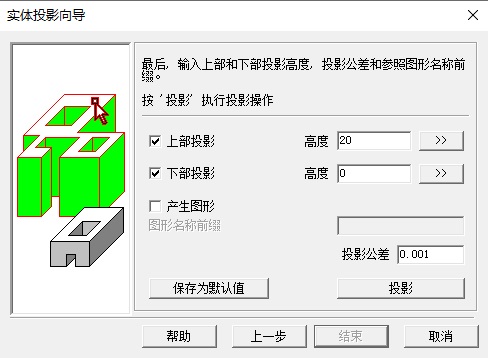 实体投影向导
最后，输入上部和下部投影高度，投影公差和参照图形名称前
缀。
按 '投影' 执行投影操作
上部投影 高度 20 >>
下部投影 高度 0 >>
产生图形
图形名称前缀
投影公差 0.001
保存为默认值 投影
帮助 上一步 结束 取消